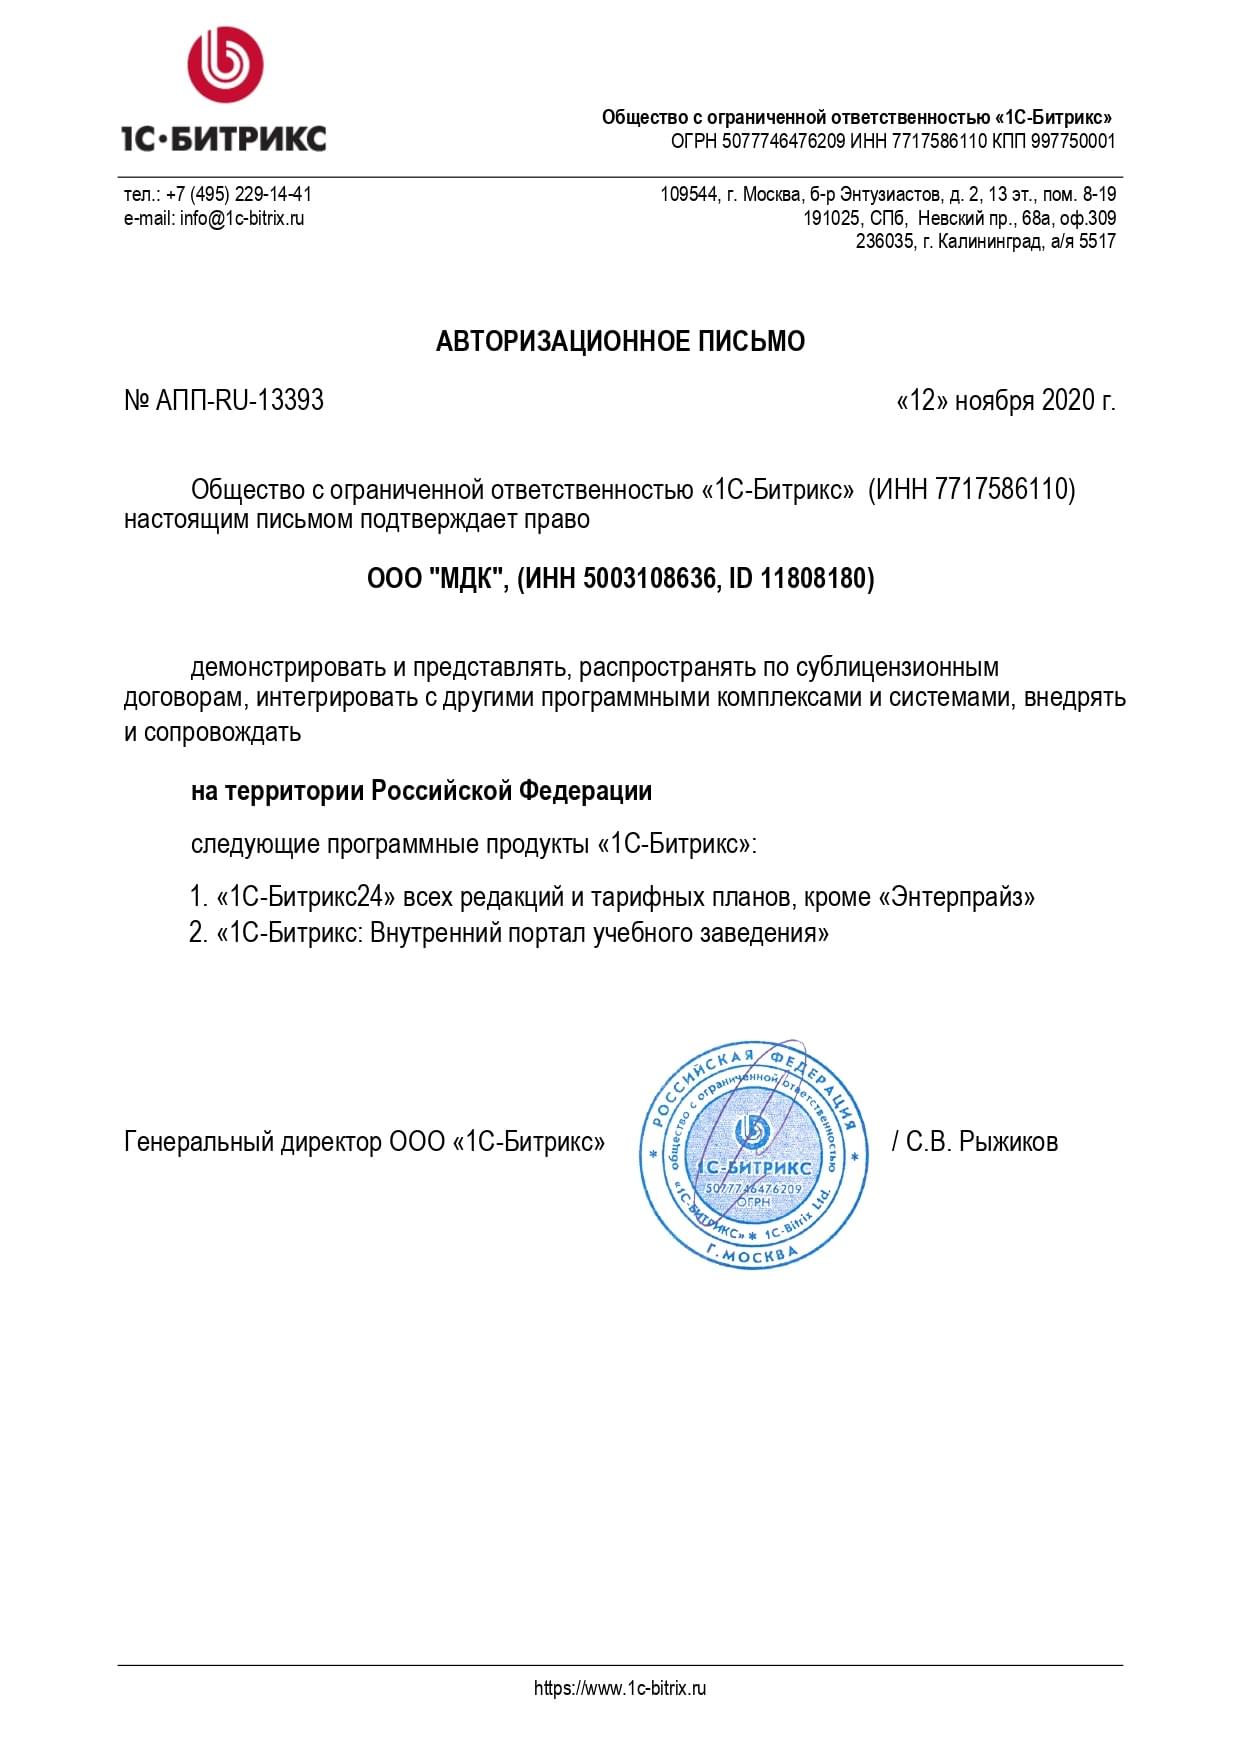 1С·БИТРИКС
Общество с ограниченной ответственностью «1С-Битрикс»
ОГРН 5077746476209 ИНН 7717586110 КПП 997750001
тел.: +7 (495) 229-14-41
e-mail: info@1c-bitrix.ru
109544, г. Москва, б-р Энтузиастов, д. 2, 13 эт., пом. 8-19
191025, СПб, Невский пр., 68а, оф.309
236035, г. Калининград, а/я 5517
АВТОРИЗАЦИОННОЕ ПИСЬМО
№ АПП-RU-13393 «12» ноября 2020 г.
Общество с ограниченной ответственностью «1С-Битрикс» (ИНН 7717586110)
настоящим письмом подтверждает право
ООО "МДК", (ИНН 5003108636, ID 11808180)
демонстрировать и представлять, распространять по сублицензионным
договорам, интегрировать с другими программными комплексами и системами, внедрять
и сопровождать
на территории Российской Федерации
следующие программные продукты «1С-Битрикс»:
1. «1С-Битрикс24» всех редакций и тарифных планов, кроме «Энтерпрайз»
2. «1С-Битрикс: Внутренний портал учебного заведения»
Генеральный директор ООО «1С-Битрикс» / С.В. Рыжиков
* РОССИЙСКАЯ ФЕДЕРАЦИЯ *
общество с ограниченной ответственностью
1С-БИТРИКС
5077746476209
ОГРН
«1С-БИТРИКС» * 1C-Bitrix Ltd.
Г.МОСКВА
https://www.1c-bitrix.ru